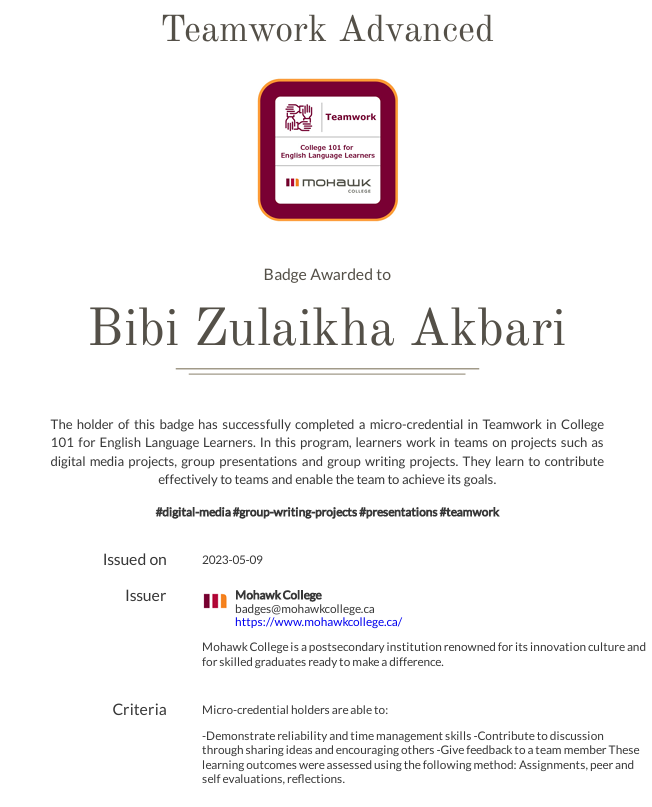 Teamwork Advanced
Teamwork
College 101 for
English Language Learners
mohawk
COLLEGE
Badge Awarded to
Bibi Zulaikha Akbari
The holder of this badge has successfully completed a micro-credential in Teamwork in College
101 for English Language Learners. In this program, learners work in teams on projects such as
digital media projects, group presentations and group writing projects. They learn to contribute
effectively to teams and enable the team to achieve its goals.
#digital-media #group-writing-projects #presentations #teamwork
Issued on 2023-05-09
Issuer Mohawk College
badges@mohawkcollege.ca
https://www.mohawkcollege.ca/
Mohawk College is a postsecondary institution renowned for its innovation culture and
for skilled graduates ready to make a difference.
Criteria Micro-credential holders are able to:
-Demonstrate reliability and time management skills -Contribute to discussion
through sharing ideas and encouraging others -Give feedback to a team member These
learning outcomes were assessed using the following method: Assignments, peer and
self evaluations, reflections.